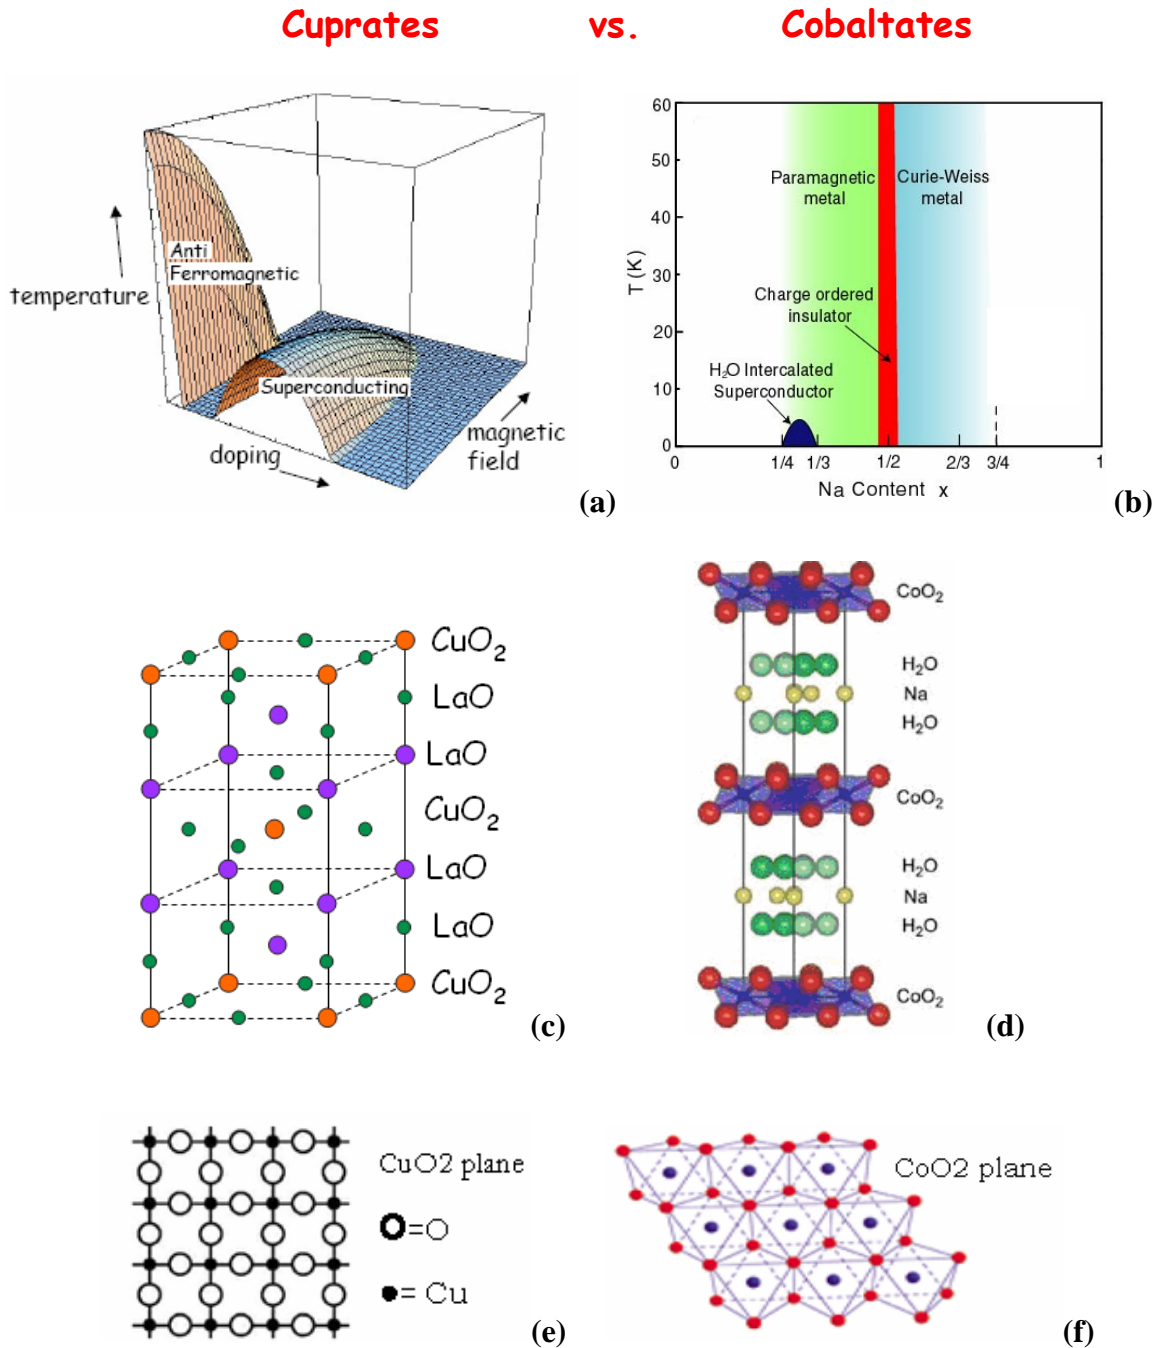 Cuprates vs. Cobaltates
Anti
Ferromagnetic
temperature
Superconducting
doping
magnetic
field
(a)
60
50
40
30
20
10
0
T (K)
Paramagnetic
metal
Curie-Weiss
metal
Charge ordered
insulator
H₂O Intercalated
Superconductor
0 1/4 1/3 1/2 2/3 3/4 1
Na Content x
(b)
CuO₂
LaO
LaO
CuO₂
LaO
LaO
CuO₂
(c)
CoO₂
H₂O
Na
H₂O
CoO₂
H₂O
Na
H₂O
CoO₂
(d)
CuO2 plane
O=O
●= Cu
(e)
CoO2 plane
(f)